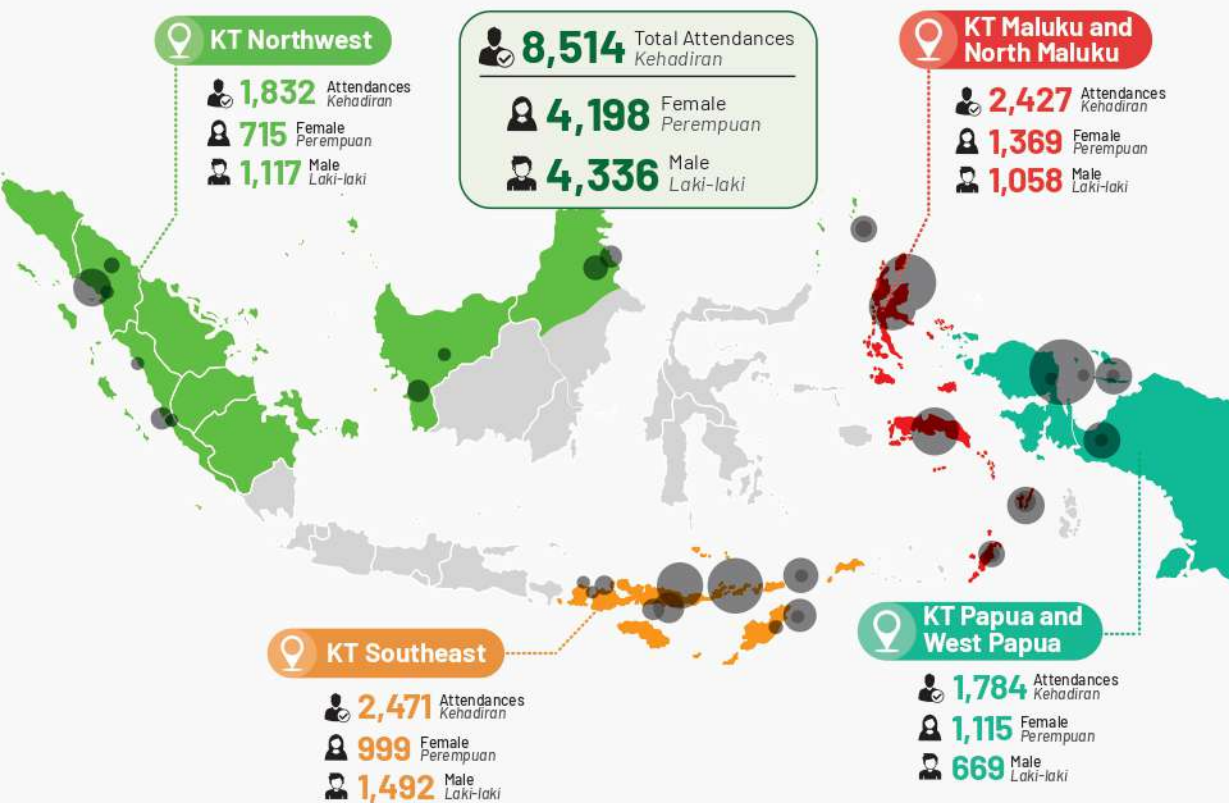 KT Northwest
1,832 Attendances
Kehadiran
715 Female
Perempuan
1,117 Male
Laki-laki
8,514 Total Attendances
Kehadiran
4,198 Female
Perempuan
4,336 Male
Laki-laki
KT Maluku and
North Maluku
2,427 Attendances
Kehadiran
1,369 Female
Perempuan
1,058 Male
Laki-laki
KT Southeast
2,471 Attendances
Kehadiran
999 Female
Perempuan
1,492 Male
Laki-laki
KT Papua and
West Papua
1,784 Attendances
Kehadiran
1,115 Female
Perempuan
669 Male
Laki-laki